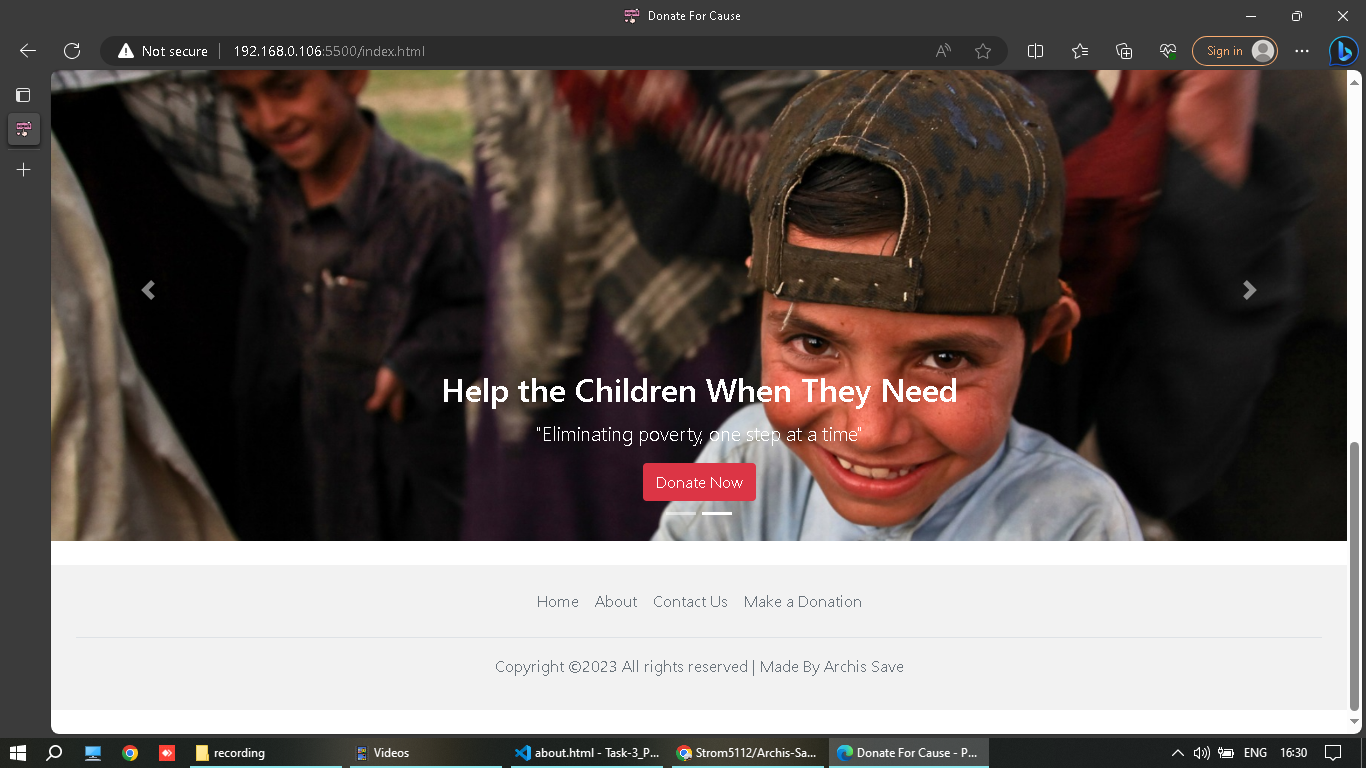 Donate For Cause
Not secure
192.168.0.106:5500/index.html
Sign in
Help the Children When They Need
"Eliminating poverty, one step at a time"
Donate Now
Home About Contact Us Make a Donation
Copyright ©2023 All rights reserved | Made By Archis Save
recording
Videos
about.html - Task-3_P...
Strom5112/Archis-Sa...
Donate For Cause - P...
ENG
16:30